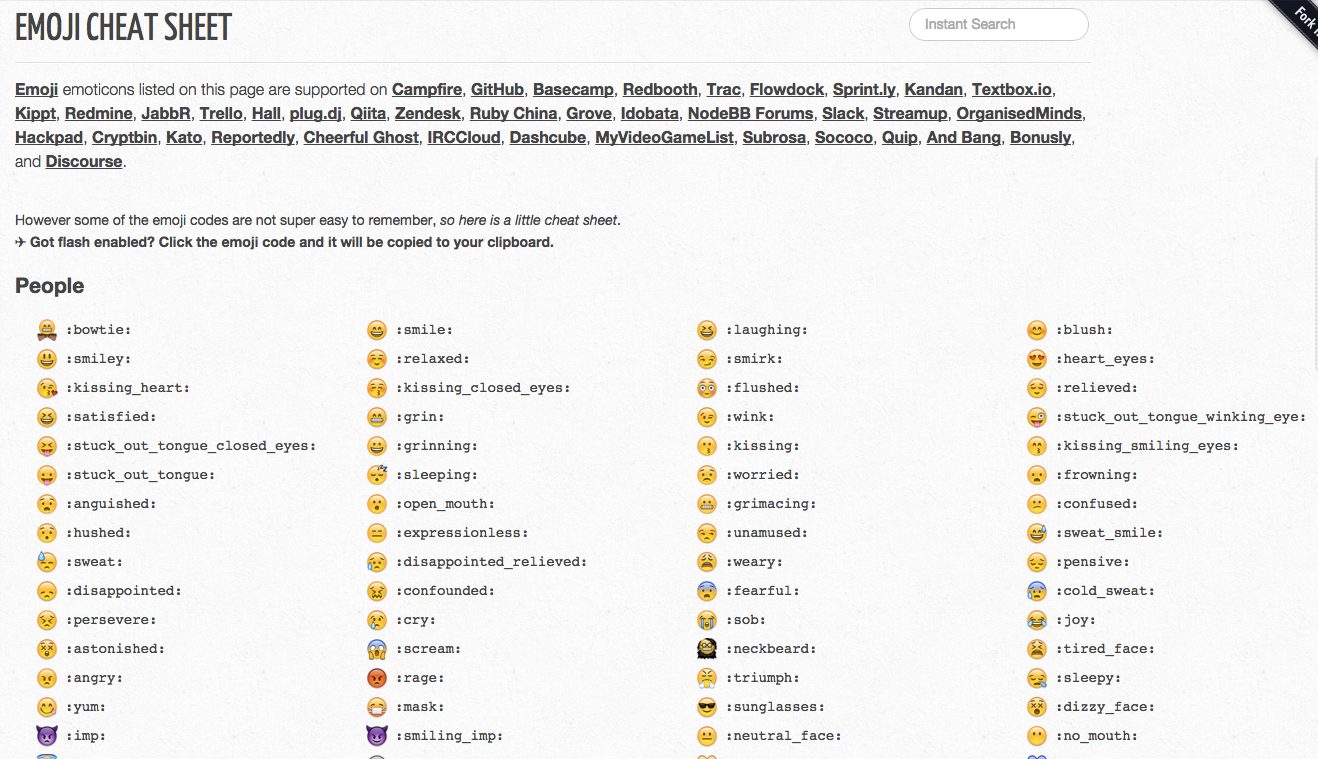 EMOJI CHEAT SHEET
Instant Search
Fork
Emoji emoticons listed on this page are supported on Campfire, GitHub, Basecamp, Redbooth, Trac, Flowdock, Sprint.ly, Kandan, Textbox.io,
Kippt, Redmine, JabbR, Trello, Hall, plug.dj, Qiita, Zendesk, Ruby China, Grove, Idobata, NodeBB Forums, Slack, Streamup, OrganisedMinds,
Hackpad, Cryptbin, Kato, Reportedly, Cheerful Ghost, IRCCloud, Dashcube, MyVideoGameList, Subrosa, Sococo, Quip, And Bang, Bonusly,
and Discourse.
However some of the emoji codes are not super easy to remember, so here is a little cheat sheet.
✈ Got flash enabled? Click the emoji code and it will be copied to your clipboard.
People
:bowtie: :smile: :laughing: :blush:
:smiley: :relaxed: :smirk: :heart_eyes:
:kissing_heart: :kissing_closed_eyes: :flushed: :relieved:
:satisfied: :grin: :wink: :stuck_out_tongue_winking_eye:
:stuck_out_tongue_closed_eyes: :grinning: :kissing: :kissing_smiling_eyes:
:stuck_out_tongue: :sleeping: :worried: :frowning:
:anguished: :open_mouth: :grimacing: :confused:
:hushed: :expressionless: :unamused: :sweat_smile:
:sweat: :disappointed_relieved: :weary: :pensive:
:disappointed: :confounded: :fearful: :cold_sweat:
:persevere: :cry: :sob: :joy:
:astonished: :scream: :neckbeard: :tired_face:
:angry: :rage: :triumph: :sleepy:
:yum: :mask: :sunglasses: :dizzy_face:
:imp: :smiling_imp: :neutral_face: :no_mouth: